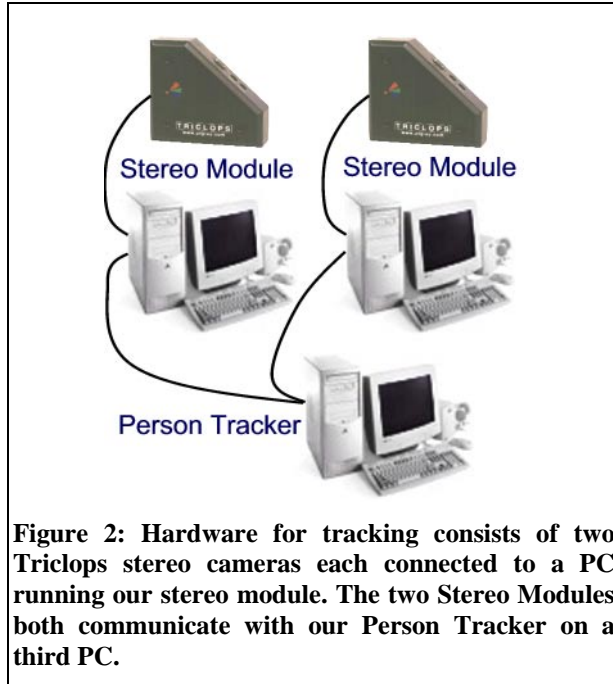 TRICLOPS
TRICLOPS
Stereo Module
Stereo Module
Person Tracker
Figure 2: Hardware for tracking consists of two
Triclops stereo cameras each connected to a PC
running our stereo module. The two Stereo Modules
both communicate with our Person Tracker on a
third PC.